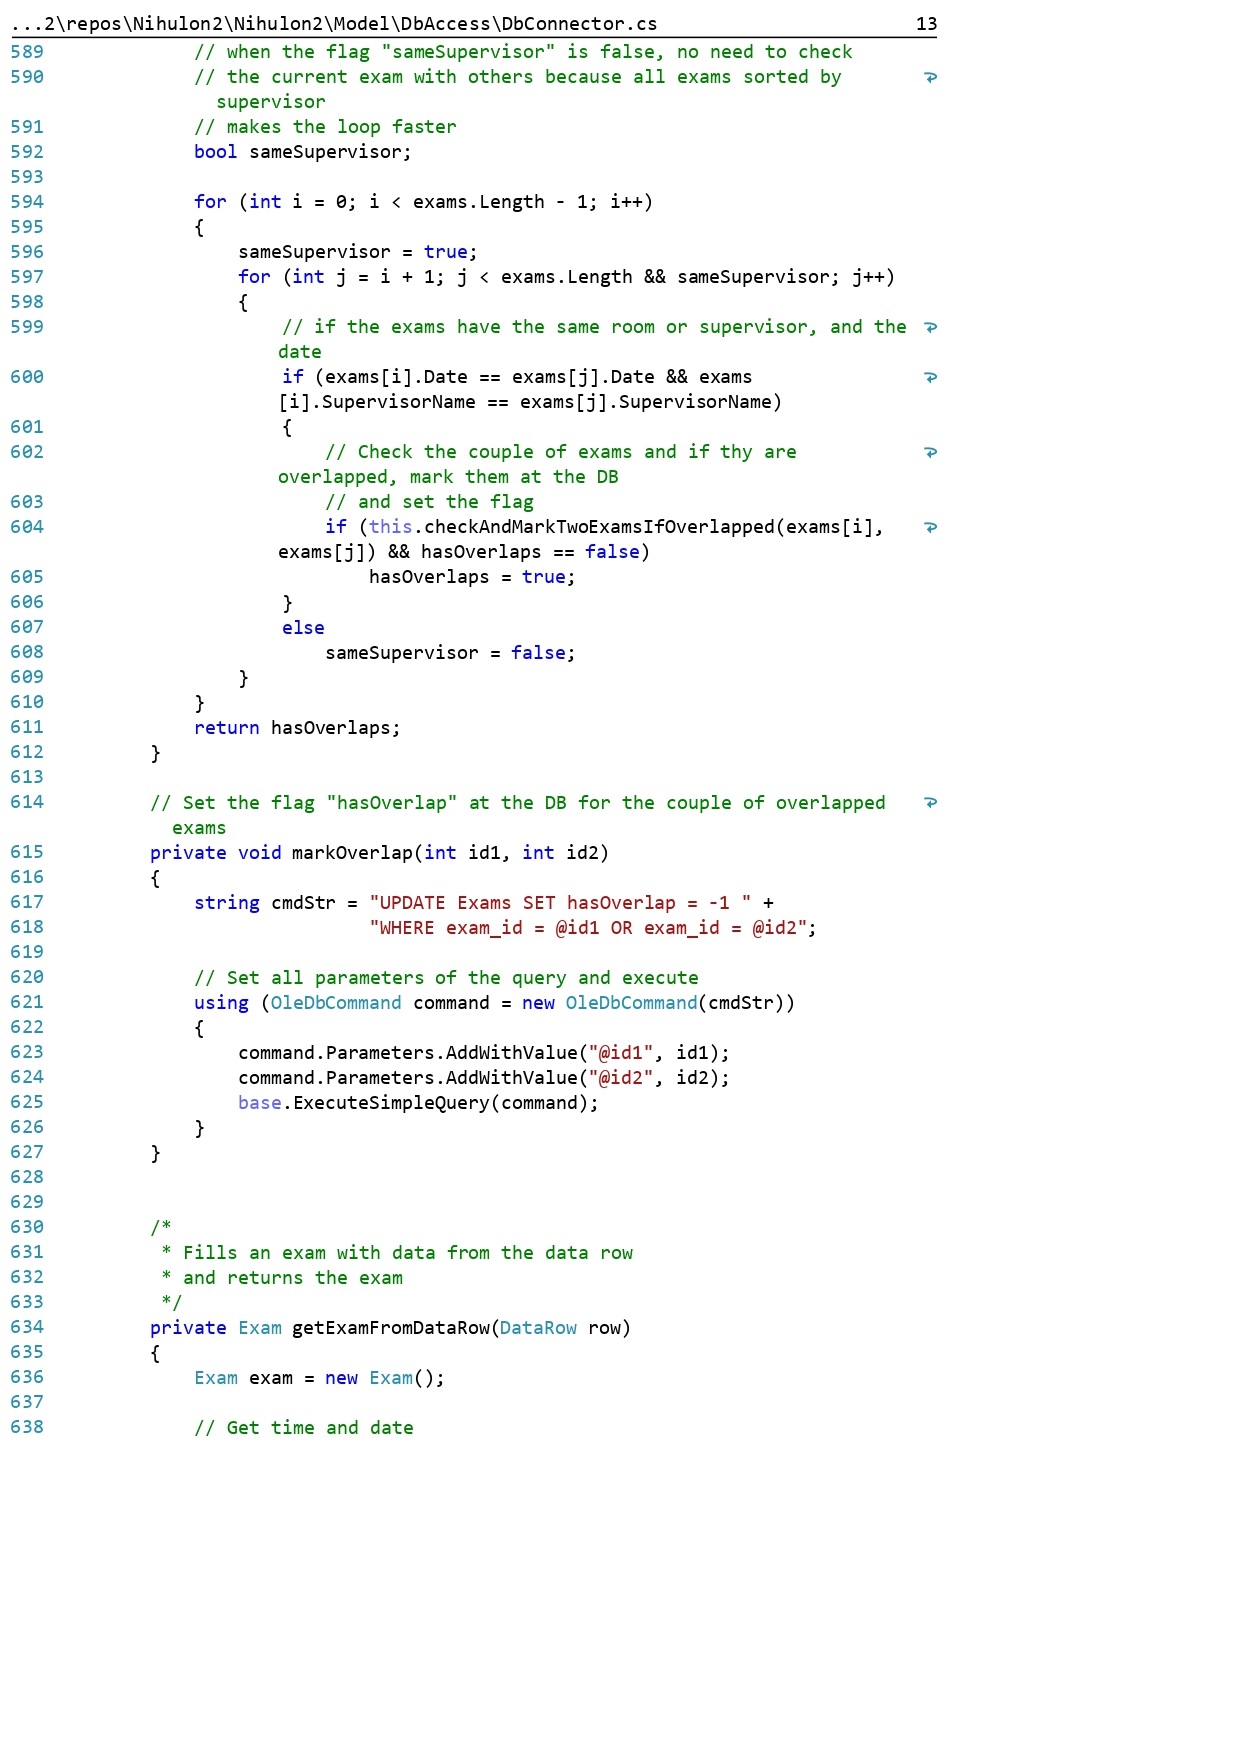 ...2\repos\Nihulon2\Nihulon2\Model\DbAccess\DbConnector.cs 13
589 // when the flag "sameSupervisor" is false, no need to check
590 // the current exam with others because all exams sorted by
supervisor
591 // makes the loop faster
592 bool sameSupervisor;
593
594 for (int i = 0; i < exams.Length - 1; i++)
595 {
596 sameSupervisor = true;
597 for (int j = i + 1; j < exams.Length && sameSupervisor; j++)
598 {
599 // if the exams have the same room or supervisor, and the
date
600 if (exams[i].Date == exams[j].Date && exams
[i].SupervisorName == exams[j].SupervisorName)
601 {
602 // Check the couple of exams and if thy are
overlapped, mark them at the DB
603 // and set the flag
604 if (this.checkAndMarkTwoExamsIfOverlapped(exams[i],
exams[j]) && hasOverlaps == false)
605 hasOverlaps = true;
606 }
607 else
608 sameSupervisor = false;
609 }
610 }
611 return hasOverlaps;
612 }
613
614 // Set the flag "hasOverlap" at the DB for the couple of overlapped
exams
615 private void markOverlap(int id1, int id2)
616 {
617 string cmdStr = "UPDATE Exams SET hasOverlap = -1 " +
618 "WHERE exam_id = @id1 OR exam_id = @id2";
619
620 // Set all parameters of the query and execute
621 using (OleDbCommand command = new OleDbCommand(cmdStr))
622 {
623 command.Parameters.AddWithValue("@id1", id1);
624 command.Parameters.AddWithValue("@id2", id2);
625 base.ExecuteSimpleQuery(command);
626 }
627 }
628
629
630 /*
631 * Fills an exam with data from the data row
632 * and returns the exam
633 */
634 private Exam getExamFromDataRow(DataRow row)
635 {
636 Exam exam = new Exam();
637
638 // Get time and date